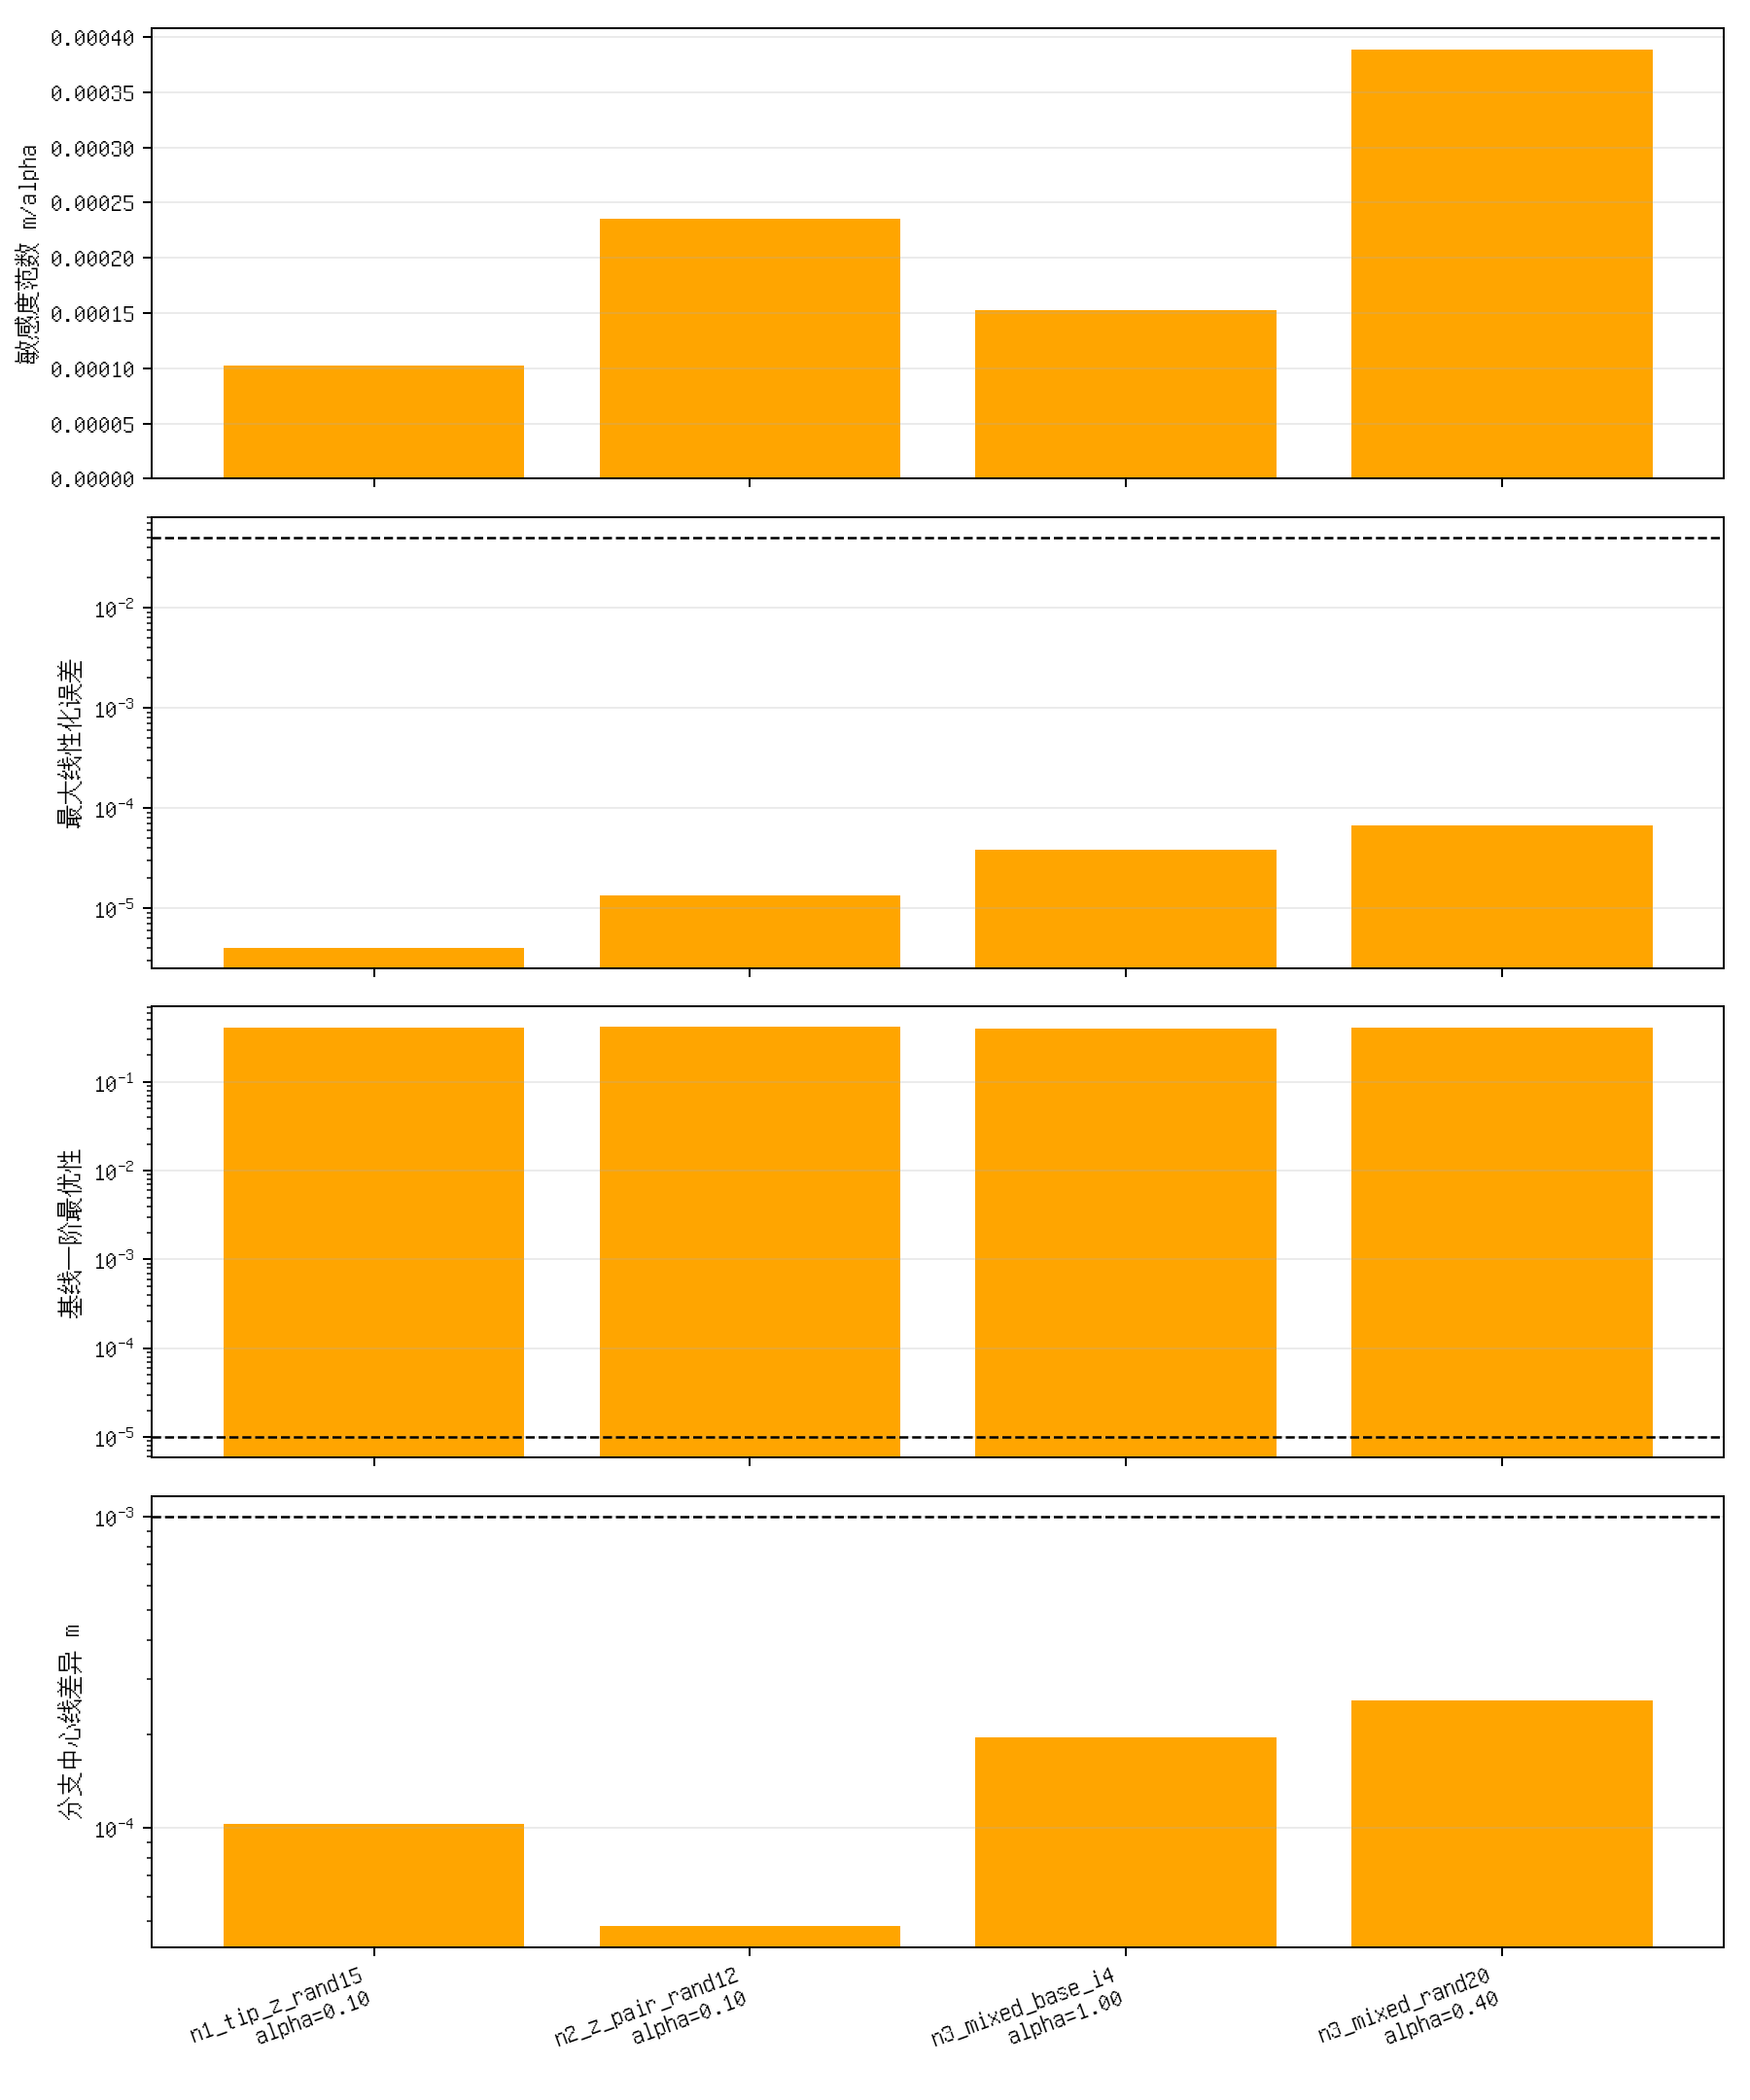 敏感度范数 m/alpha
0.00040
0.00035
0.00030
0.00025
0.00020
0.00015
0.00010
0.00005
0.00000
最大线性化误差
10⁻²
10⁻³
10⁻⁴
10⁻⁵
基线一阶最优性
10⁻¹
10⁻²
10⁻³
10⁻⁴
10⁻⁵
分支中心线差异 m
10⁻³
10⁻⁴
n1_tip_z_rand15
alpha=0.10
n2_z_pair_rand12
alpha=0.10
n3_mixed_base_i4
alpha=1.00
n3_mixed_rand20
alpha=0.40